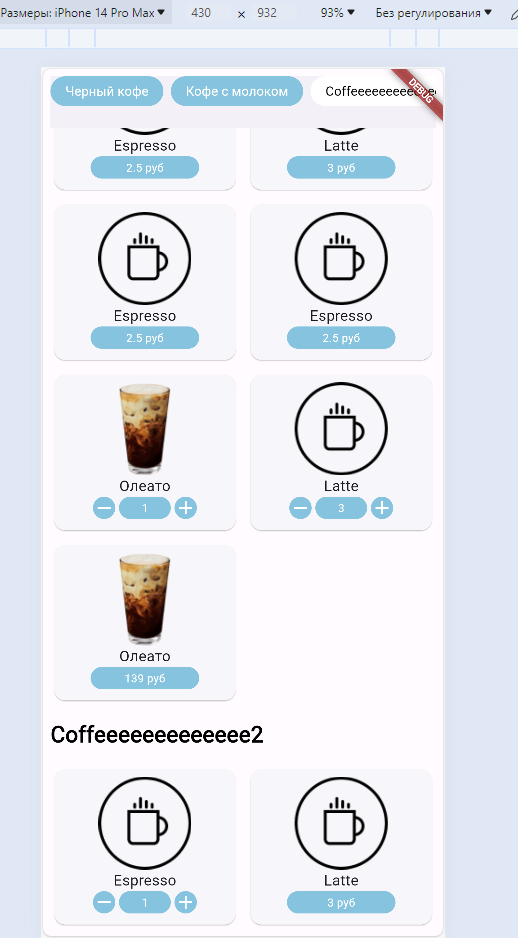 Размеры: iPhone 14 Pro Max ▼ 430 × 932 93% ▼ Без регулирования ▼
Черный кофе Кофе с молоком
DEBUG
Espresso Latte
2.5 руб 3 руб
Espresso Espresso
2.5 руб 2.5 руб
Олеато Latte
1 3
Олеато
139 руб
Coffeeeeeeeeeeeee2
Espresso Latte
1 3 руб